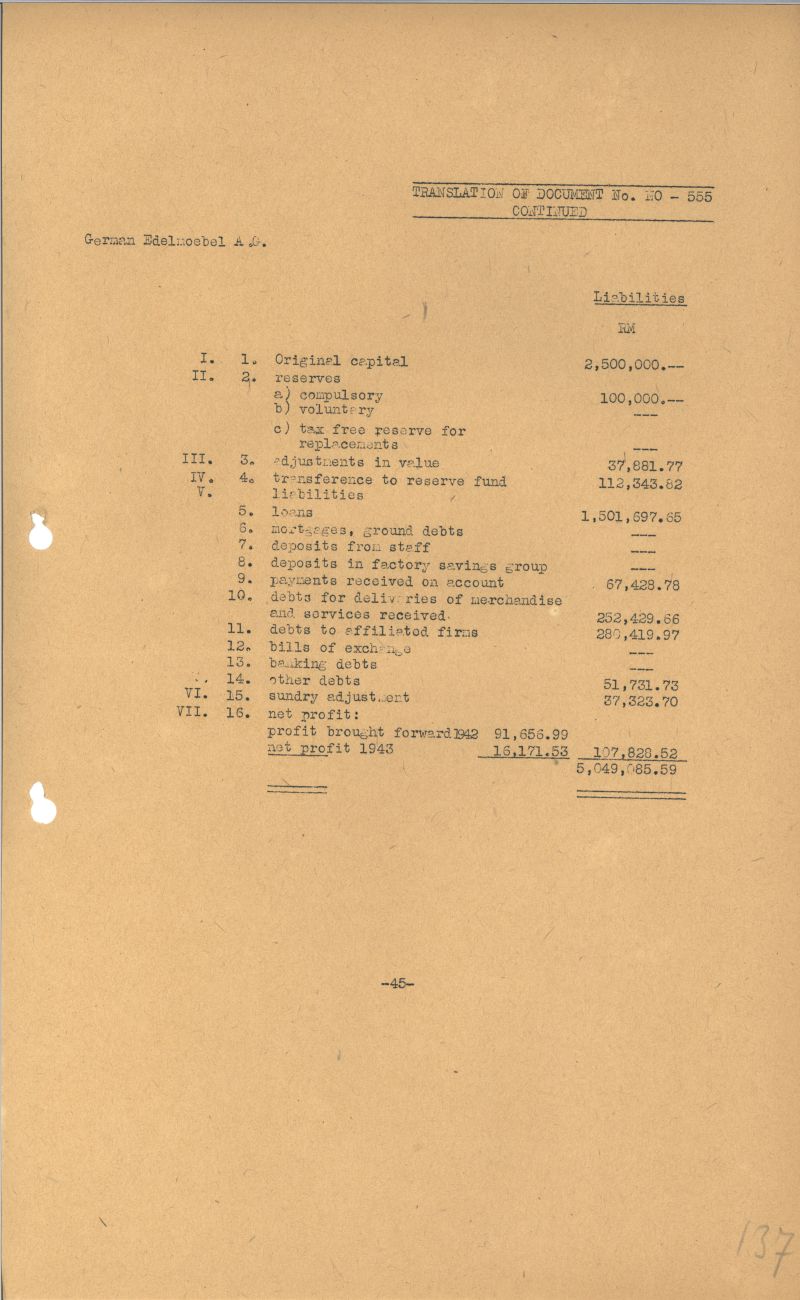 TRANSLATION OF DOCUMENT No. NO - 555
CONTINUED
German Edelmoebel A.G.
Liabilities
RM
I. 1. Original capital 2,500,000.--
II. 2. reserves
a) compulsory 100,000.--
b) voluntary ---
c) tax free reserve for
replacements ---
III. 3. adjustments in value 37,881.77
IV. 4. transference to reserve fund 112,343.82
V. liabilities
5. loans 1,501,697.65
6. mortgages, ground debts ---
7. deposits from staff ---
8. deposits in factory savings group ---
9. payments received on account 67,428.78
10. debts for deliveries of merchandise
and services received. 252,429.66
11. debts to affiliated firms 280,419.97
12. bills of exchange ---
13. banking debts ---
14. other debts 51,731.73
VI. 15. sundry adjustment 37,323.70
VII. 16. net profit:
profit brought forward 1942 91,656.99
net profit 1943 16,171.53 107,828.52
5,049,085.59
-45-
137